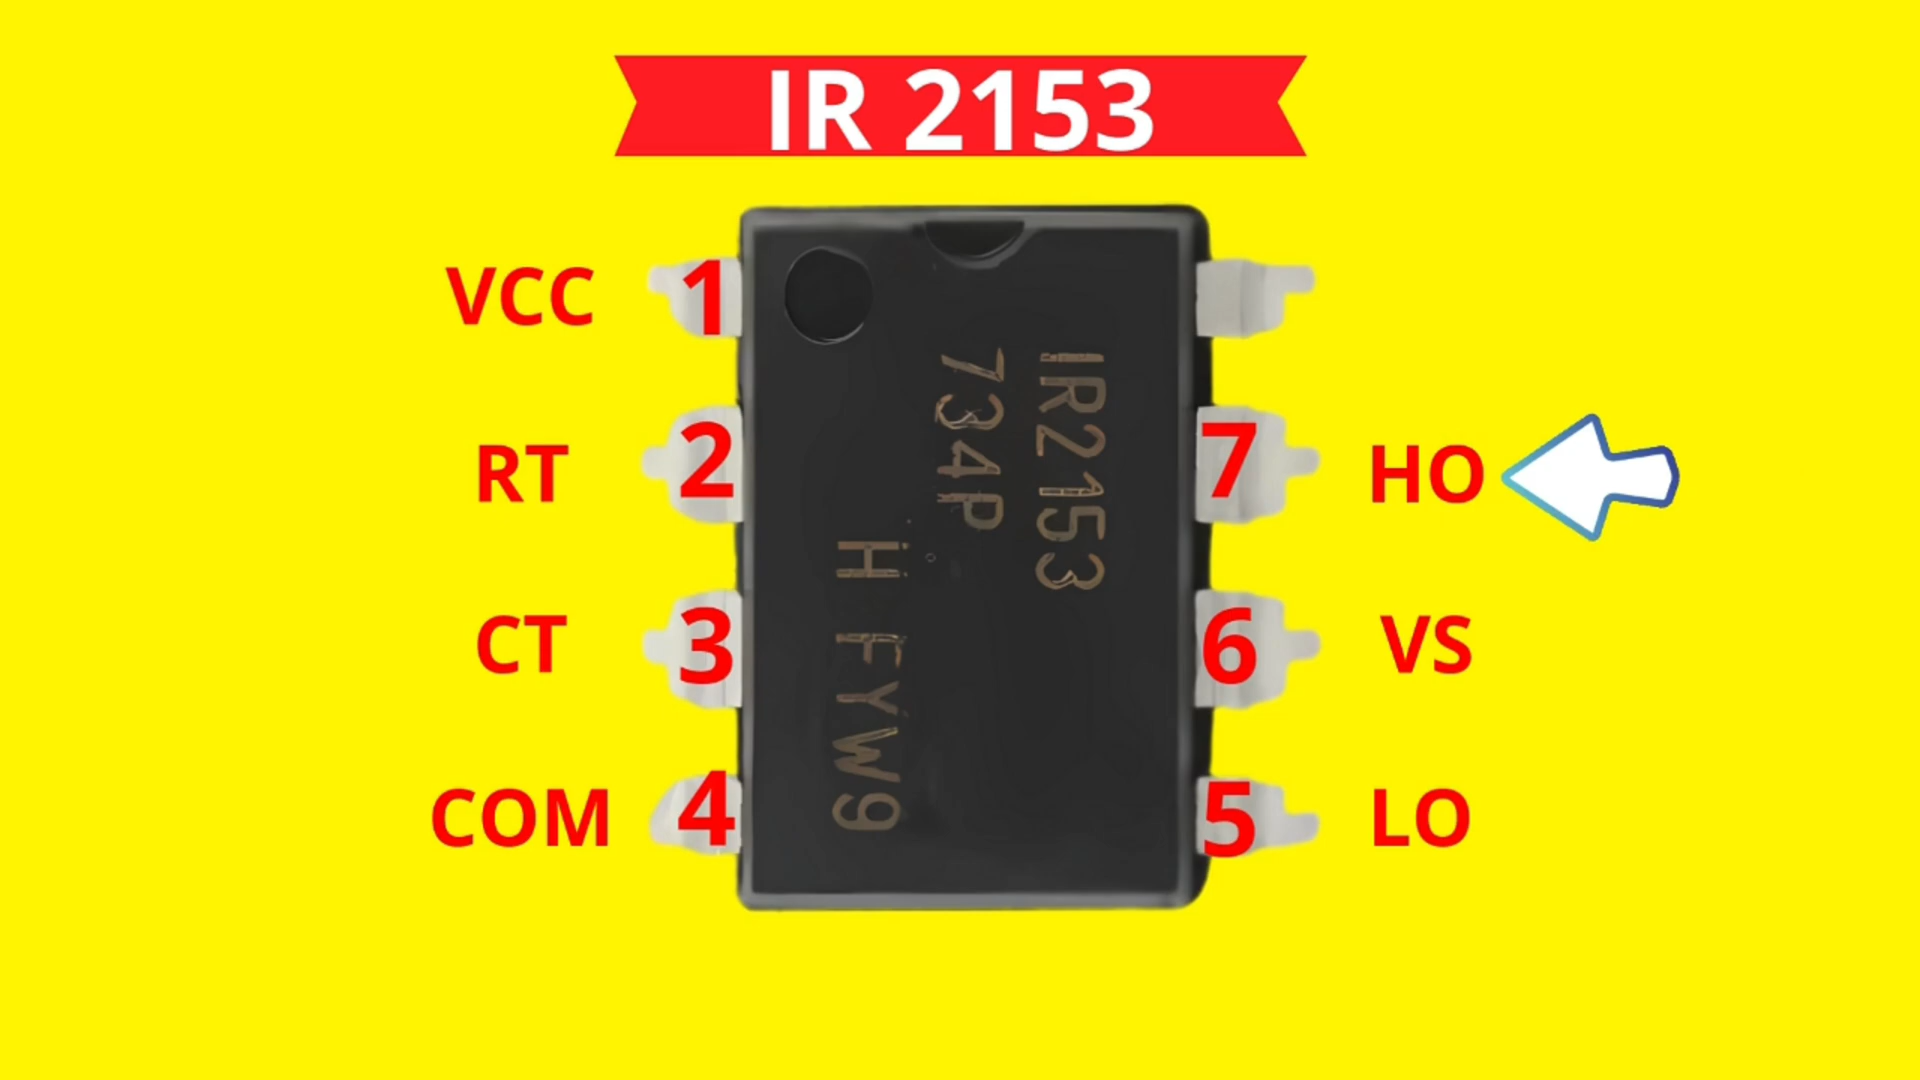 IR 2153
VCC 1
RT 2 7 HO
CT 3 6 VS
COM 4 5 LO
IR2153
734P
H FYW9